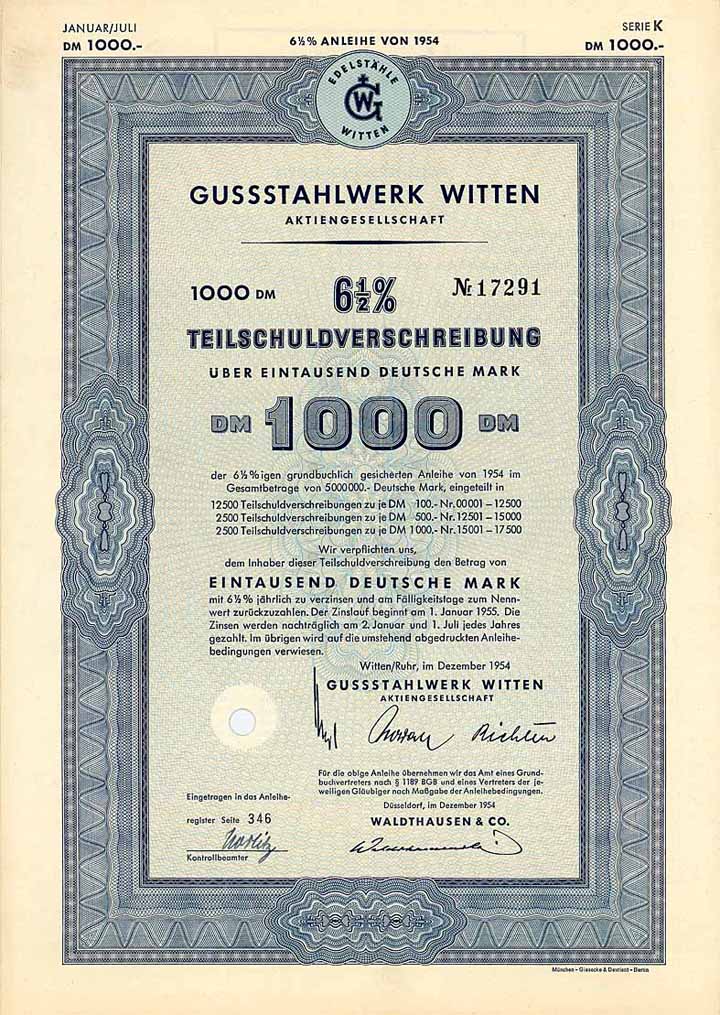 JANUAR/JULI
DM 1000.-
6½% ANLEIHE VON 1954
SERIE K
DM 1000.-
EDELSTÄHLE
WITTEN
GUSSSTAHLWERK WITTEN
AKTIENGESELLSCHAFT
1000 DM 6½% № 17291
TEILSCHULDVERSCHREIBUNG
ÜBER EINTAUSEND DEUTSCHE MARK
DM 1000 DM
der 6½%igen grundbuchlich gesicherten Anleihe von 1954 im
Gesamtbetrage von 5000000.- Deutsche Mark, eingeteilt in
12500 Teilschuldverschreibungen zu je DM 100.- Nr. 00001 – 12500
2500 Teilschuldverschreibungen zu je DM 500.- Nr. 12501 – 15000
2500 Teilschuldverschreibungen zu je DM 1000.- Nr. 15001 – 17500
Wir verpflichten uns,
dem Inhaber dieser Teilschuldverschreibung den Betrag von
EINTAUSEND DEUTSCHE MARK
mit 6½% jährlich zu verzinsen und am Fälligkeitstage zum Nenn-
wert zurückzuzahlen. Der Zinslauf beginnt am 1. Januar 1955. Die
Zinsen werden nachträglich am 2. Januar und 1. Juli jedes Jahres
gezahlt. Im übrigen wird auf die umstehend abgedruckten Anleihe-
bedingungen verwiesen.
Witten/Ruhr, im Dezember 1954
GUSSSTAHLWERK WITTEN
AKTIENGESELLSCHAFT
Richter
Für die obige Anleihe übernehmen wir das Amt eines Grund-
buchvertreters nach § 1189 BGB und eines Vertreters der je-
weiligen Gläubiger nach Maßgabe der Anleihebedingungen.
Düsseldorf, im Dezember 1954
WALDTHAUSEN & CO.
Eingetragen in das Anleihe-
register Seite 346
Kontrollbeamter
München – Giesecke & Devrient – Berlin